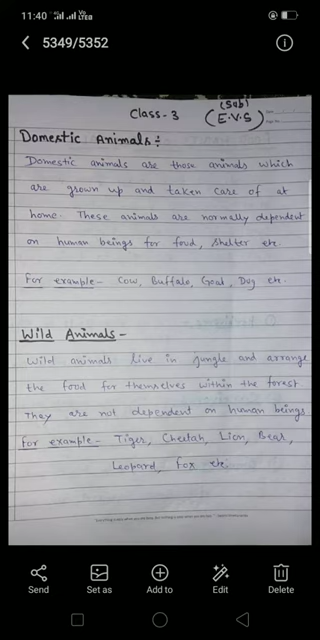 11:40
5349/5352
(Sub)
Class-3 (E.V.S)
Domestic Animals:
Domestic animals are those animals which
are grown up and taken care of at
home. These animals are normally dependent
on human beings for food, shelter etc.
For example- Cow, Buffalo, Goat, Dog etc.
Wild Animals-
Wild animals live in jungle and arrange
the food for themselves within the forest
They are not dependent on human beings
For example- Tiger, Cheetah, Lion, Bear,
Leopard, Fox etc.
Send Set as Add to Edit Delete